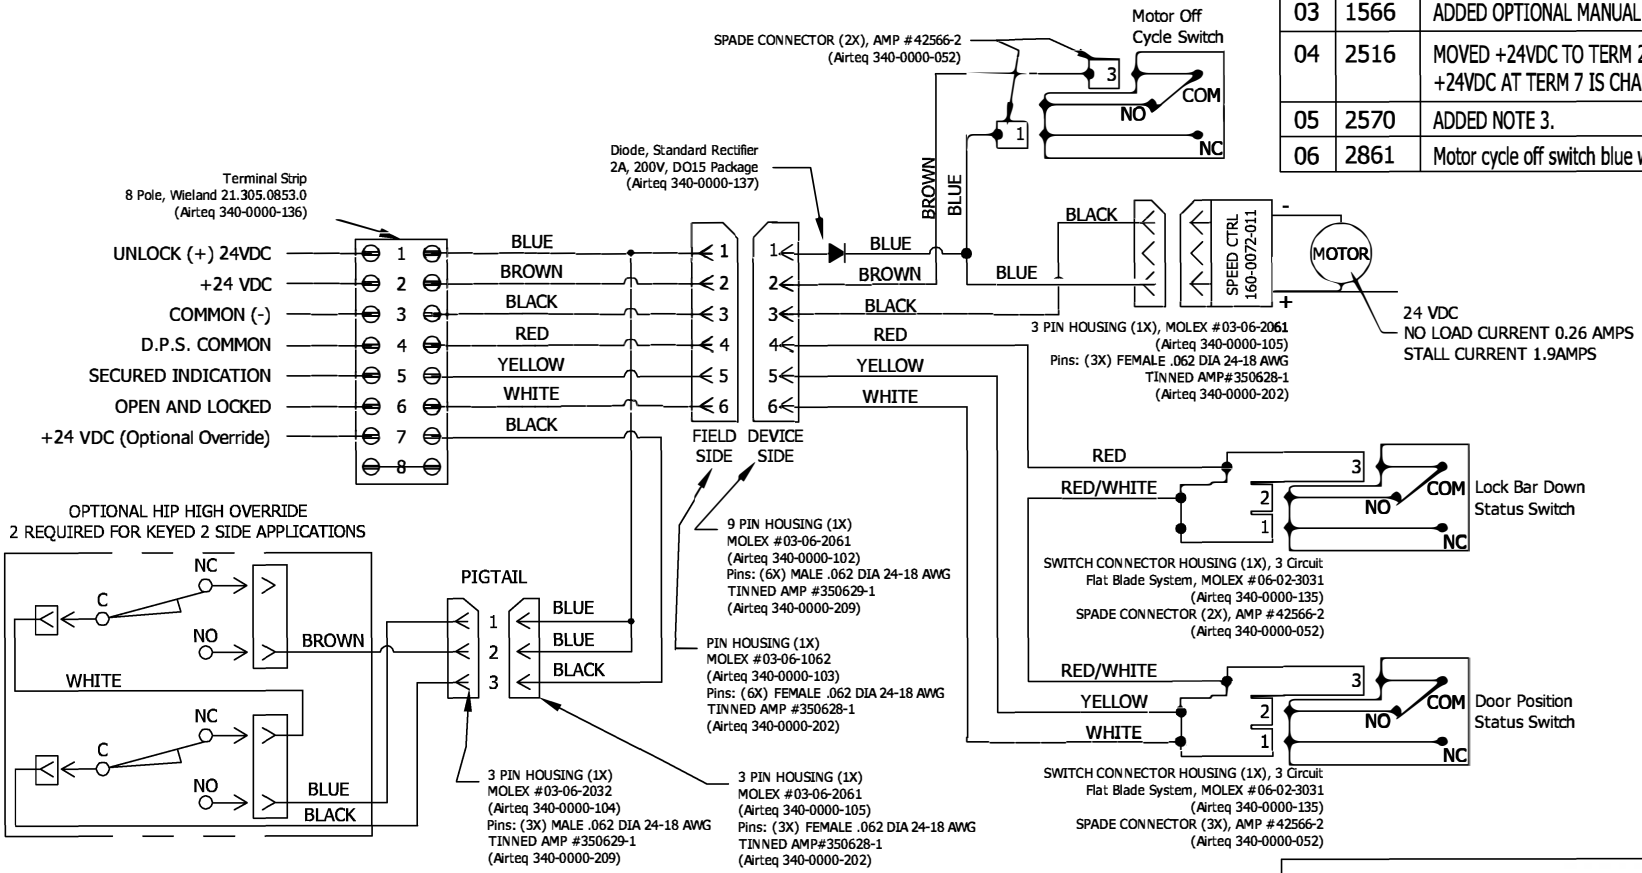 03 1566 ADDED OPTIONAL MANUAL
04 2516 MOVED +24VDC TO TERM 2
+24VDC AT TERM 7 IS CHA
05 2570 ADDED NOTE 3.
06 2861 Motor cycle off switch blue
Motor Off
Cycle Switch
SPADE CONNECTOR (2X), AMP #42566-2
(Airteq 340-0000-052)
3
COM
NO
1
NC
Diode, Standard Rectifier
2A, 200V, DO15 Package
(Airteq 340-0000-137)
BROWN
BLUE
Terminal Strip
8 Pole, Wieland 21.305.0853.0
(Airteq 340-0000-136)
UNLOCK (+) 24VDC 1 BLUE 1 1 BLUE
+24 VDC 2 BROWN 2 2 BROWN
COMMON (-) 3 BLACK 3 3 BLACK
D.P.S. COMMON 4 RED 4 4 RED
SECURED INDICATION 5 YELLOW 5 5 YELLOW
OPEN AND LOCKED 6 WHITE 6 6 WHITE
+24 VDC (Optional Override) 7 BLACK
8
FIELD SIDE
DEVICE SIDE
BLACK
BLUE
SPEED CTRL
160-0072-011
-
+
MOTOR
24 VDC
NO LOAD CURRENT 0.26 AMPS
STALL CURRENT 1.9AMPS
3 PIN HOUSING (1X), MOLEX #03-06-2061
(Airteq 340-0000-105)
Pins: (3X) FEMALE .062 DIA 24-18 AWG
TINNED AMP#350628-1
(Airteq 340-0000-202)
RED
RED/WHITE
3
2
1
COM
NO
NC
Lock Bar Down
Status Switch
SWITCH CONNECTOR HOUSING (1X), 3 Circuit
Flat Blade System, MOLEX #06-02-3031
(Airteq 340-0000-135)
SPADE CONNECTOR (2X), AMP #42566-2
(Airteq 340-0000-052)
OPTIONAL HIP HIGH OVERRIDE
2 REQUIRED FOR KEYED 2 SIDE APPLICATIONS
NC
C
NO
BROWN
WHITE
NC
C
NO
BLUE
BLACK
PIGTAIL
1 BLUE
2 BLUE
3 BLACK
9 PIN HOUSING (1X)
MOLEX #03-06-2061
(Airteq 340-0000-102)
Pins: (6X) MALE .062 DIA 24-18 AWG
TINNED AMP #350629-1
(Airteq 340-0000-209)
PIN HOUSING (1X)
MOLEX #03-06-1062
(Airteq 340-0000-103)
Pins: (6X) FEMALE .062 DIA 24-18 AWG
TINNED AMP #350628-1
(Airteq 340-0000-202)
3 PIN HOUSING (1X)
MOLEX #03-06-2032
(Airteq 340-0000-104)
Pins: (3X) MALE .062 DIA 24-18 AWG
TINNED AMP #350629-1
(Airteq 340-0000-209)
3 PIN HOUSING (1X)
MOLEX #03-06-2061
(Airteq 340-0000-105)
Pins: (3X) FEMALE .062 DIA 24-18 AWG
TINNED AMP#350628-1
(Airteq 340-0000-202)
RED/WHITE
YELLOW
WHITE
3
2
1
COM
NO
NC
Door Position
Status Switch
SWITCH CONNECTOR HOUSING (1X), 3 Circuit
Flat Blade System, MOLEX #06-02-3031
(Airteq 340-0000-135)
SPADE CONNECTOR (3X), AMP #42566-2
(Airteq 340-0000-052)